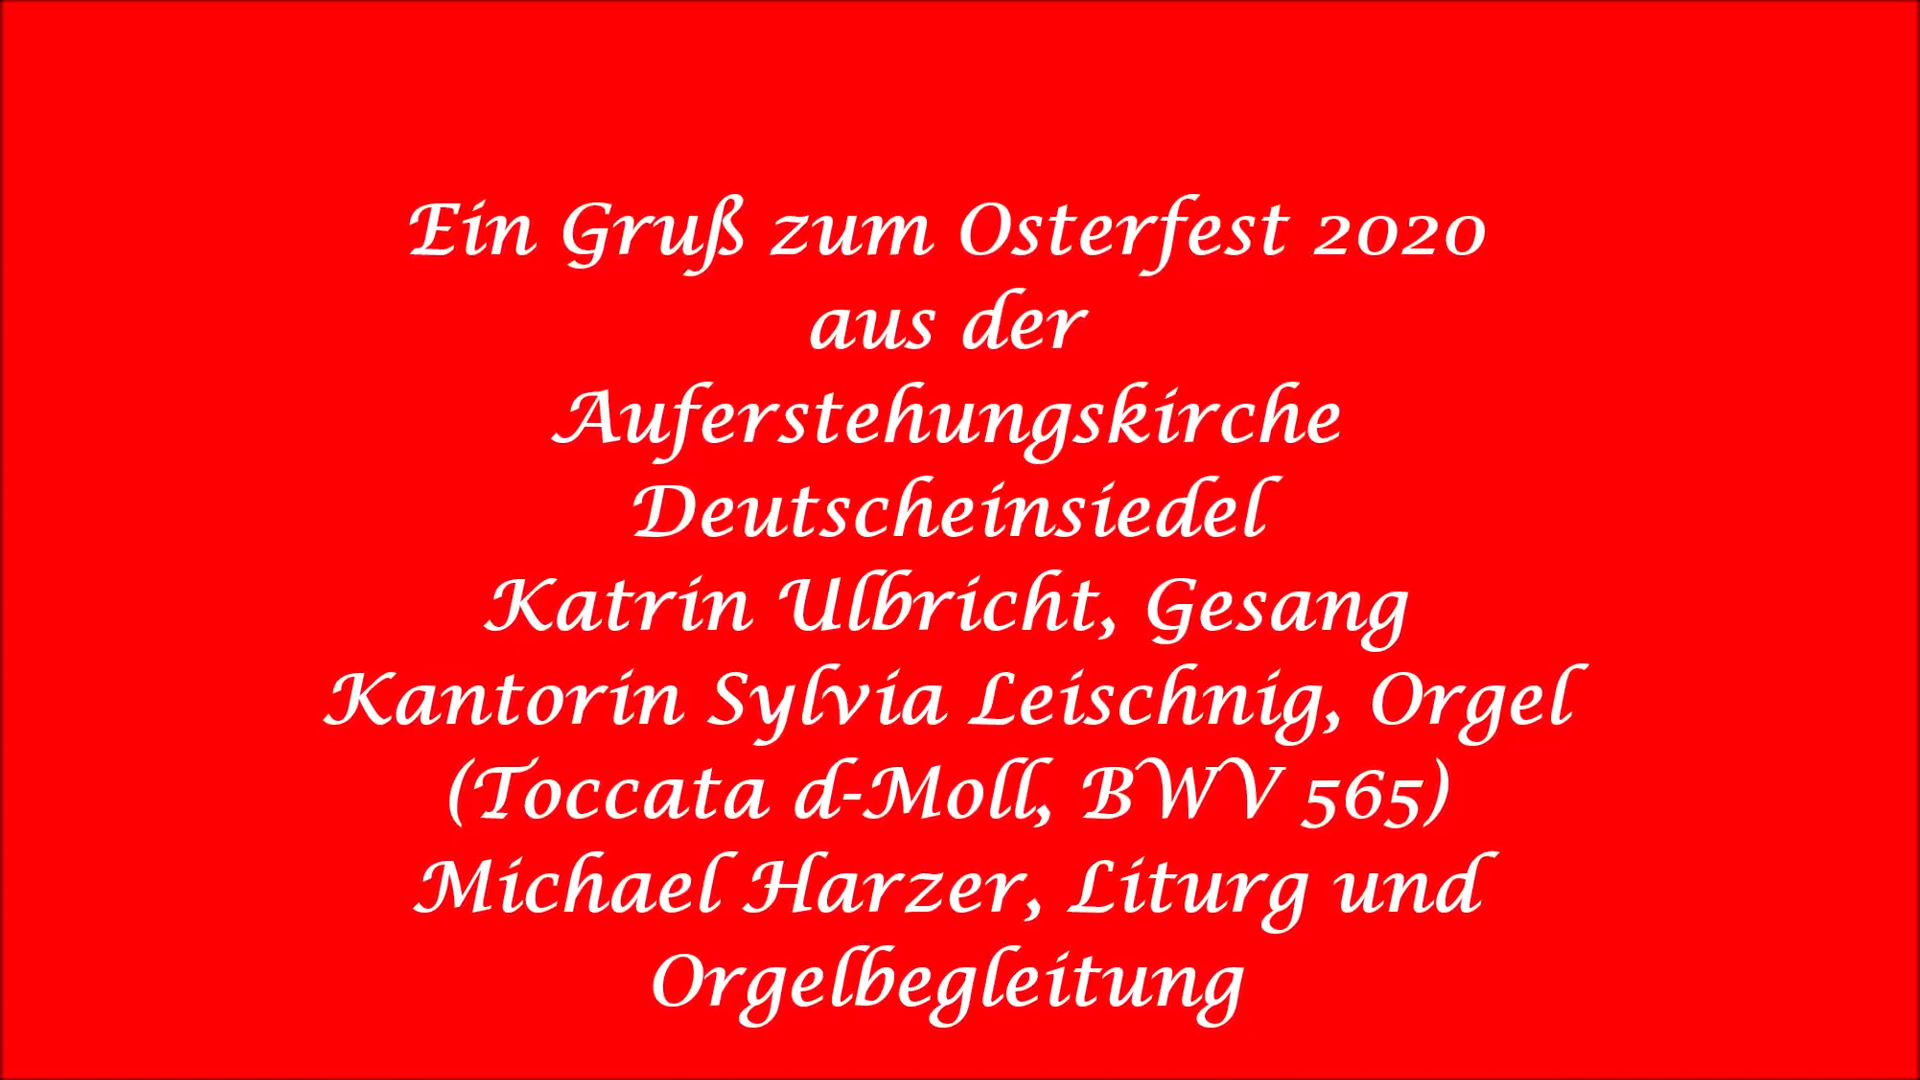 Ein Gruß zum Osterfest 2020
aus der
Auferstehungskirche
Deutscheinsiedel
Katrin Ulbricht, Gesang
Kantorin Sylvia Leischnig, Orgel
(Toccata d-Moll, BWV 565)
Michael Harzer, Liturg und
Orgelbegleitung